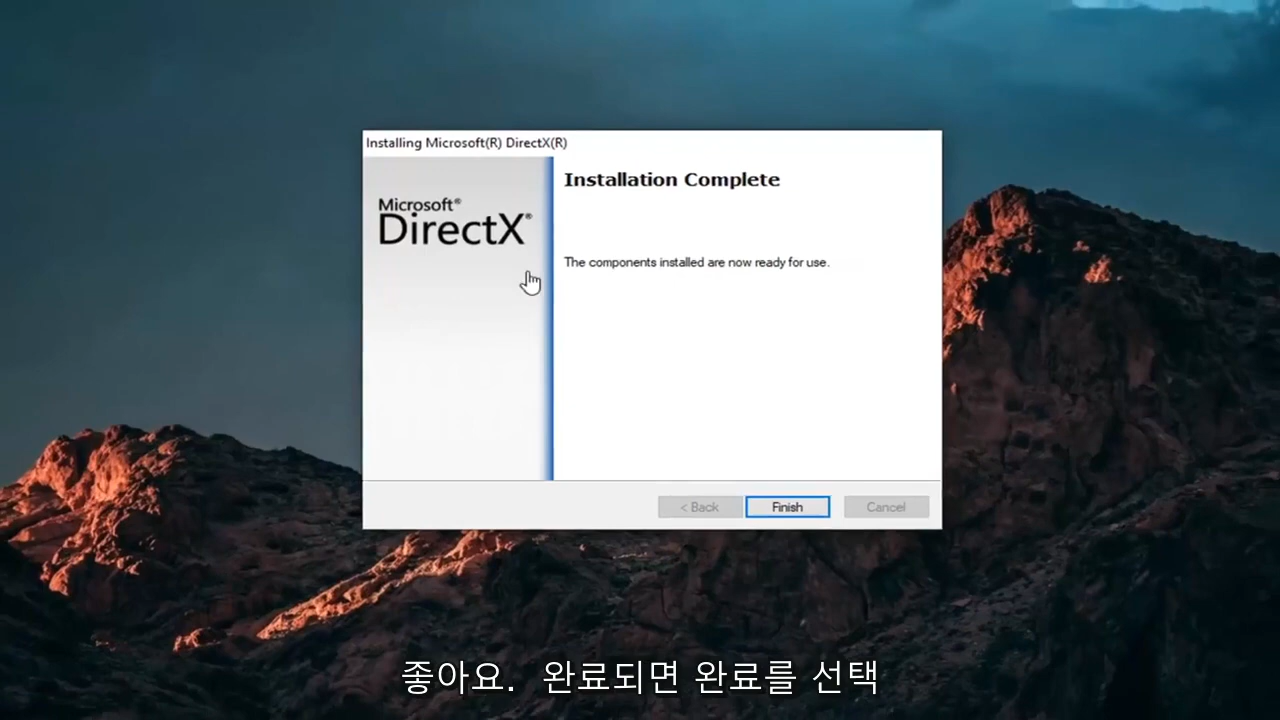 Installing Microsoft(R) DirectX(R)
Microsoft®
DirectX®
Installation Complete
The components installed are now ready for use.
< Back
Finish
Cancel
좋아요. 완료되면 완료를 선택